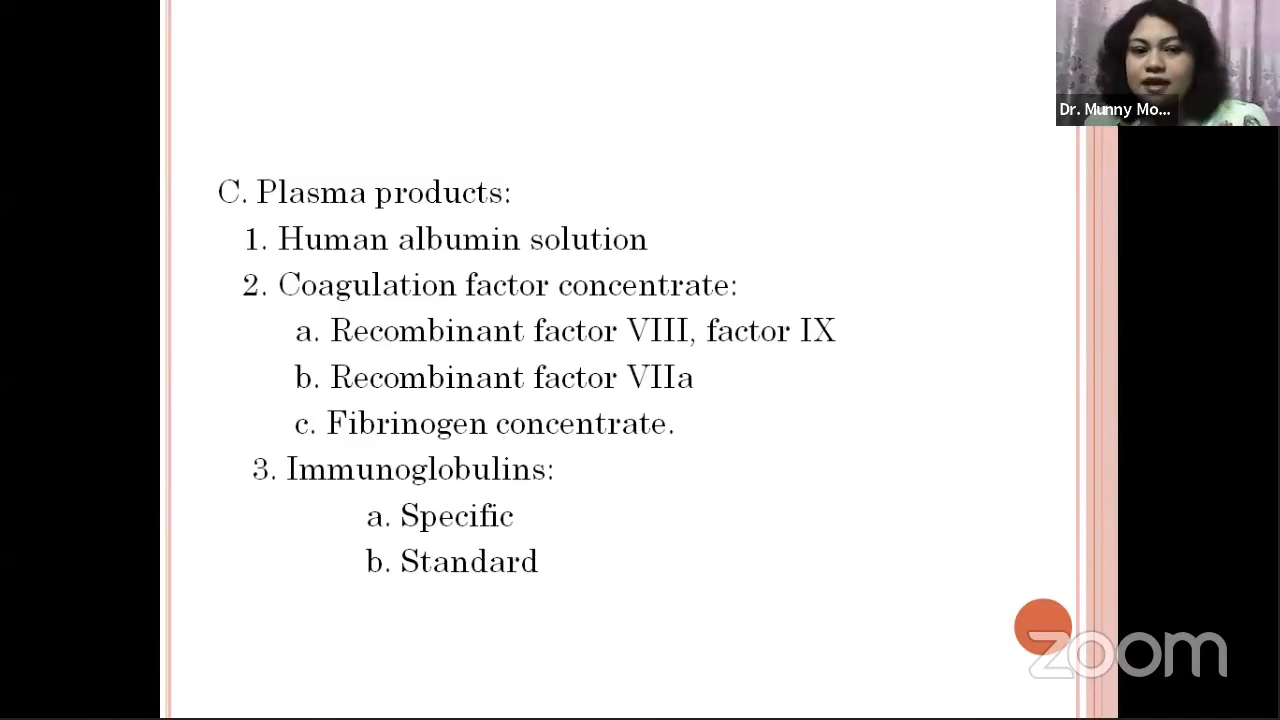 Dr. Munny Mo...
C. Plasma products:
1. Human albumin solution
2. Coagulation factor concentrate:
a. Recombinant factor VIII, factor IX
b. Recombinant factor VIIa
c. Fibrinogen concentrate.
3. Immunoglobulins:
a. Specific
b. Standard
zoom